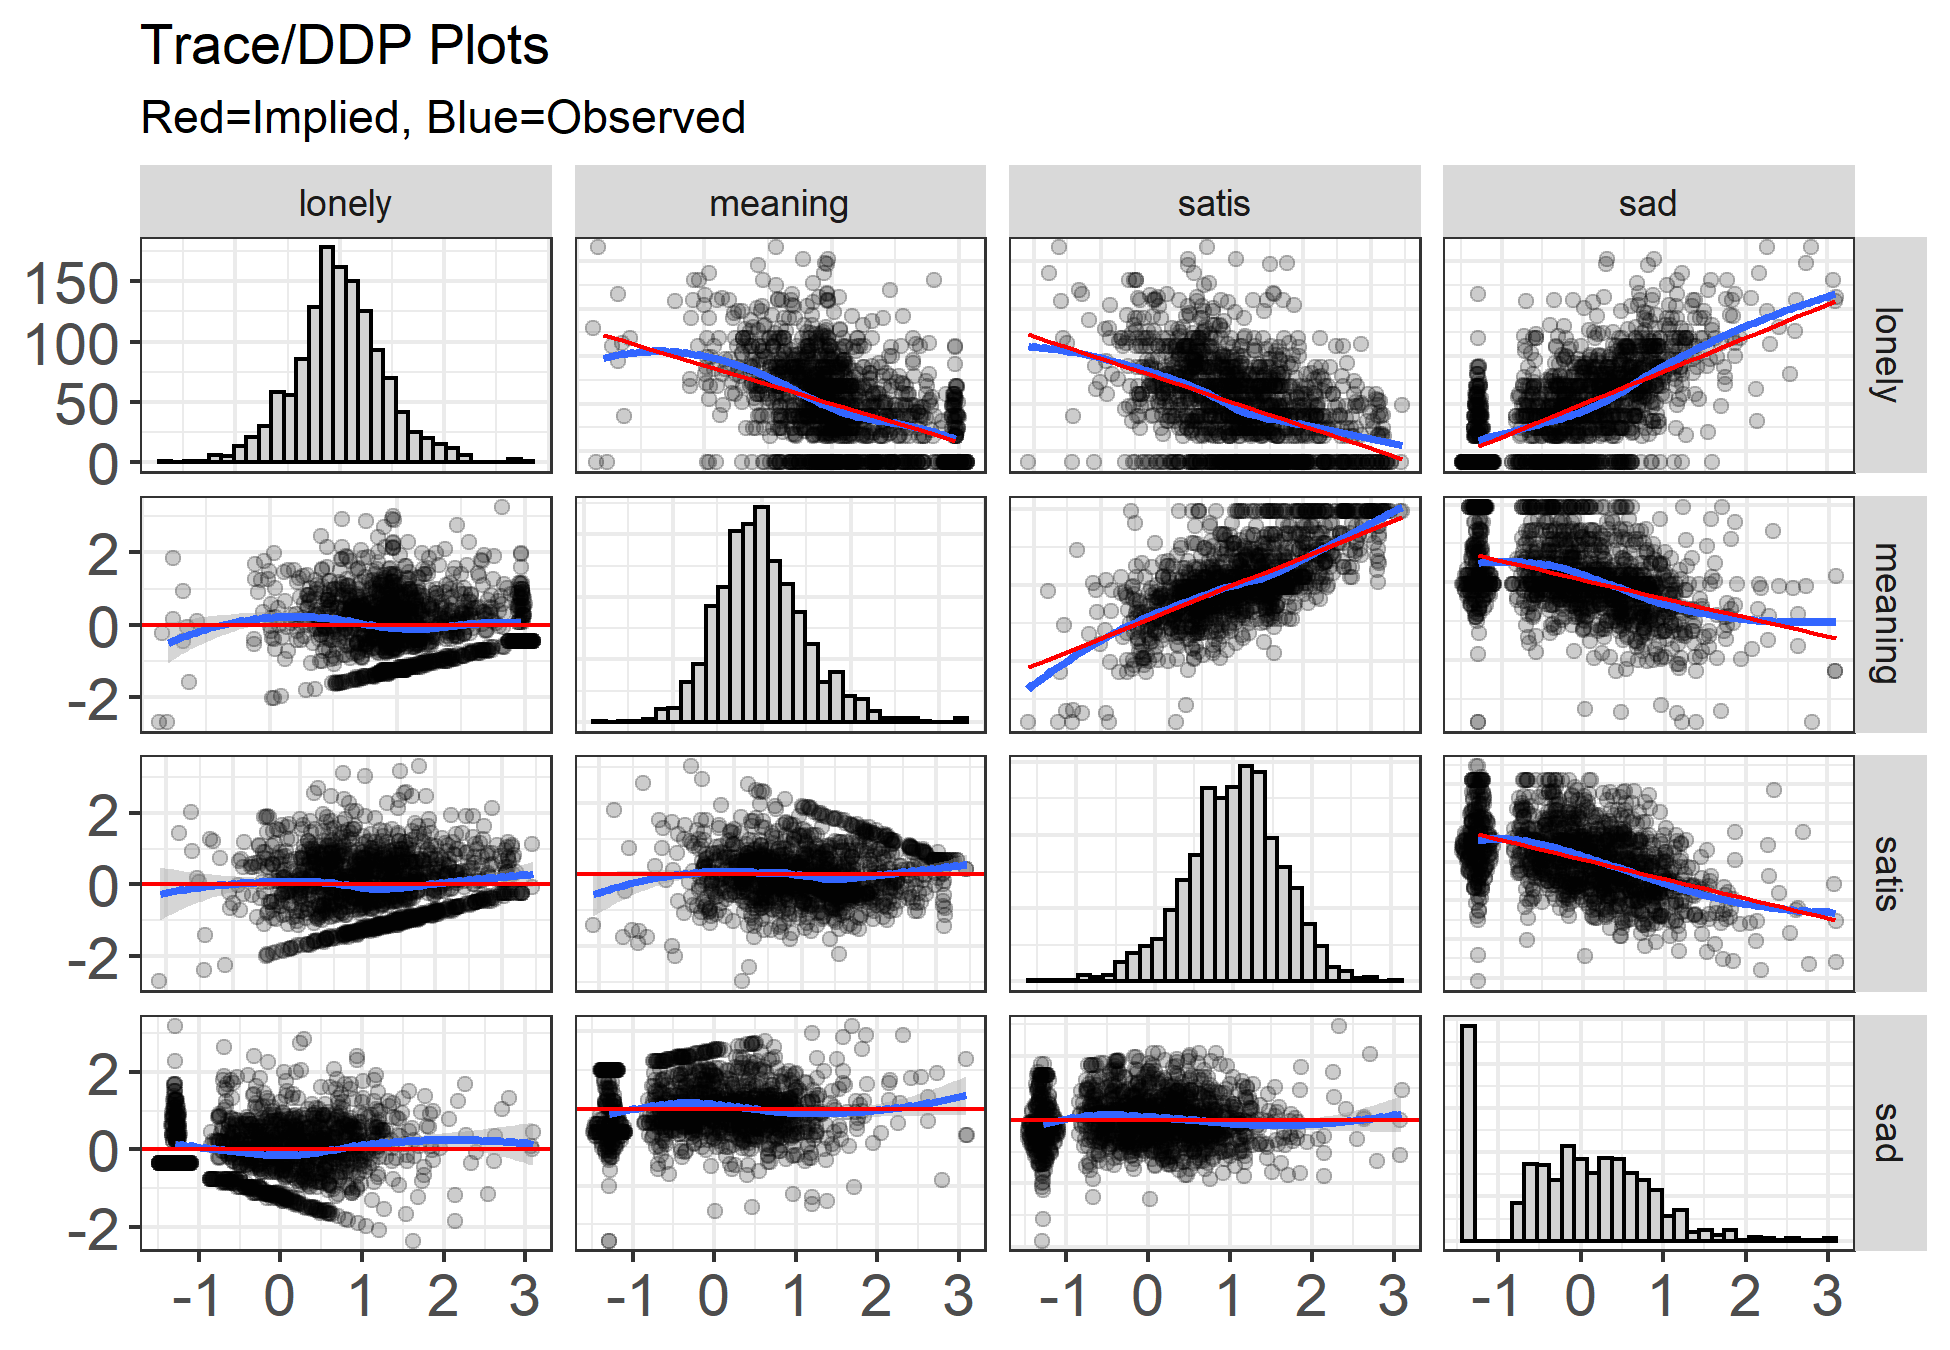 Trace/DDP Plots
Red=Implied, Blue=Observed
lonely meaning satis sad
150
100
50
0
lonely
2
0
-2
meaning
2
0
-2
satis
2
0
-2
sad
-1 0 1 2 3 -1 0 1 2 3 -1 0 1 2 3 -1 0 1 2 3